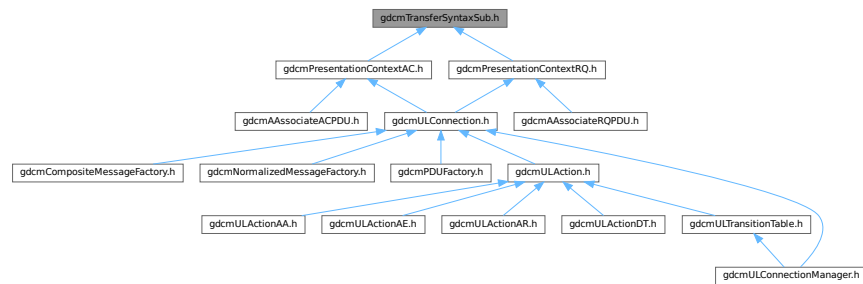 gdcmTransferSyntaxSub.h
gdcmPresentationContextAC.h
gdcmPresentationContextRQ.h
gdcmAAssociateACPDU.h
gdcmULConnection.h
gdcmAAssociateRQPDU.h
gdcmCompositeMessageFactory.h
gdcmNormalizedMessageFactory.h
gdcmPDUFactory.h
gdcmULAction.h
gdcmULActionAA.h
gdcmULActionAE.h
gdcmULActionAR.h
gdcmULActionDT.h
gdcmULTransitionTable.h
gdcmULConnectionManager.h